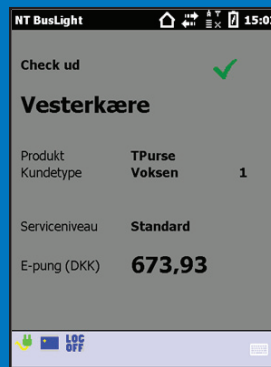 NT BusLight 15:03
Check ud
Vesterkære
Produkt TPurse
Kundetype Voksen 1
Serviceniveau Standard
E-pung (DKK) 673,93
LOG
OFF